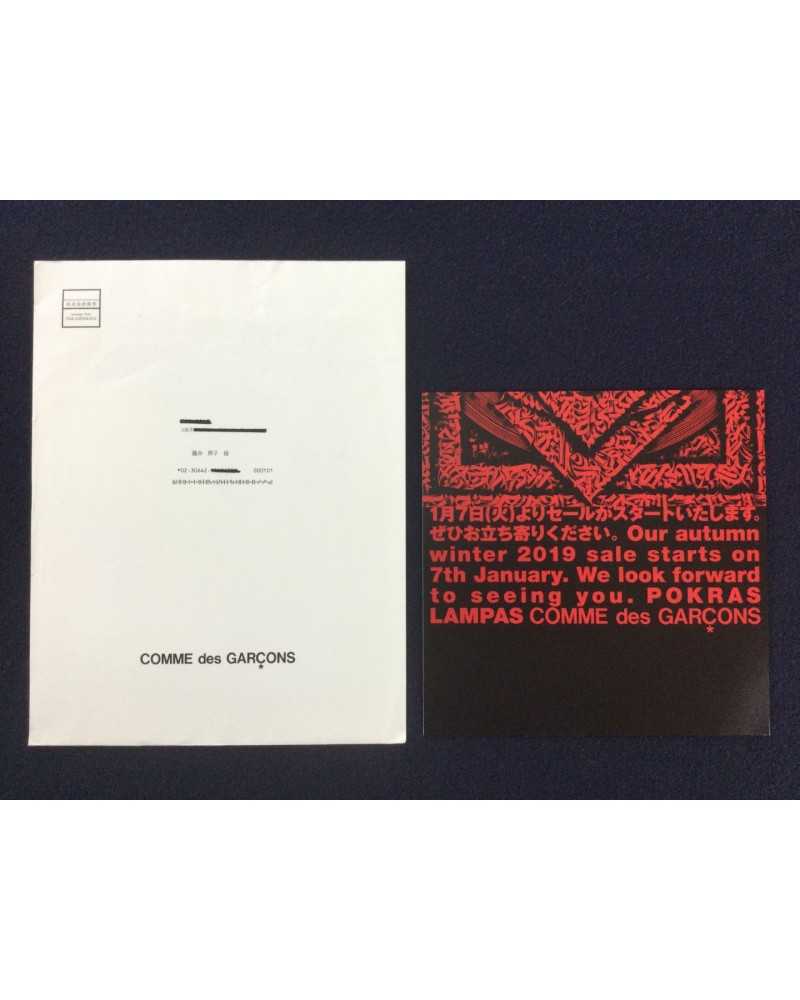 000101
COMME des GARÇONS
1月7日(火)よりセールがスタートいたします。
ぜひお立ち寄りください。Our autumn
winter 2019 sale starts on
7th January. We look forward
to seeing you. POKRAS
LAMPAS COMME des GARÇONS